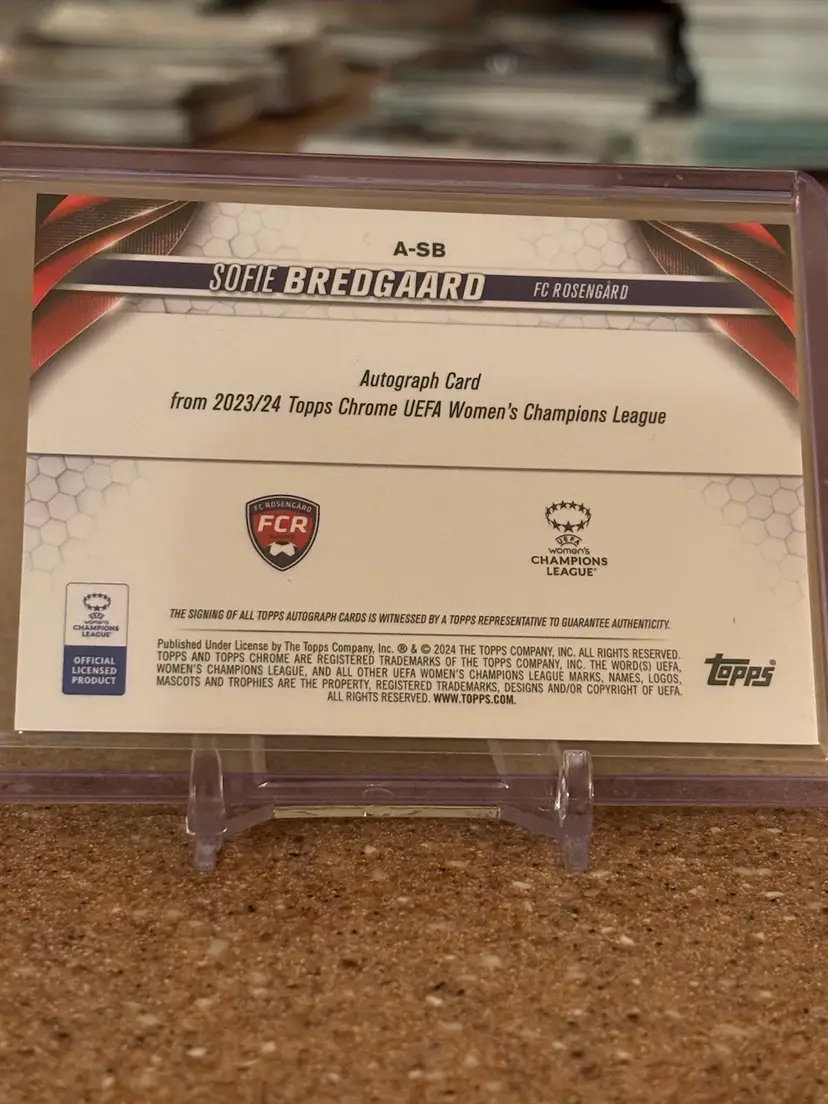 A-SB
SOFIE BREDGAARD FC ROSENGÅRD
Autograph Card
from 2023/24 Topps Chrome UEFA Women's Champions League
FC ROSENGÅRD
FCR
UEFA
women's
CHAMPIONS
LEAGUE™
THE SIGNING OF ALL TOPPS AUTOGRAPH CARDS IS WITNESSED BY A TOPPS REPRESENTATIVE TO GUARANTEE AUTHENTICITY.
UEFA
women's
CHAMPIONS
LEAGUE™
OFFICIAL
LICENSED
PRODUCT
Published Under License by The Topps Company, Inc. ® & © 2024 THE TOPPS COMPANY, INC. ALL RIGHTS RESERVED.
TOPPS AND TOPPS CHROME ARE REGISTERED TRADEMARKS OF THE TOPPS COMPANY, INC. THE WORD(S) UEFA,
WOMEN'S CHAMPIONS LEAGUE, AND ALL OTHER UEFA WOMEN'S CHAMPIONS LEAGUE MARKS, NAMES, LOGOS,
MASCOTS AND TROPHIES ARE THE PROPERTY, REGISTERED TRADEMARKS, DESIGNS AND/OR COPYRIGHT OF UEFA.
ALL RIGHTS RESERVED. WWW.TOPPS.COM.
Topps®